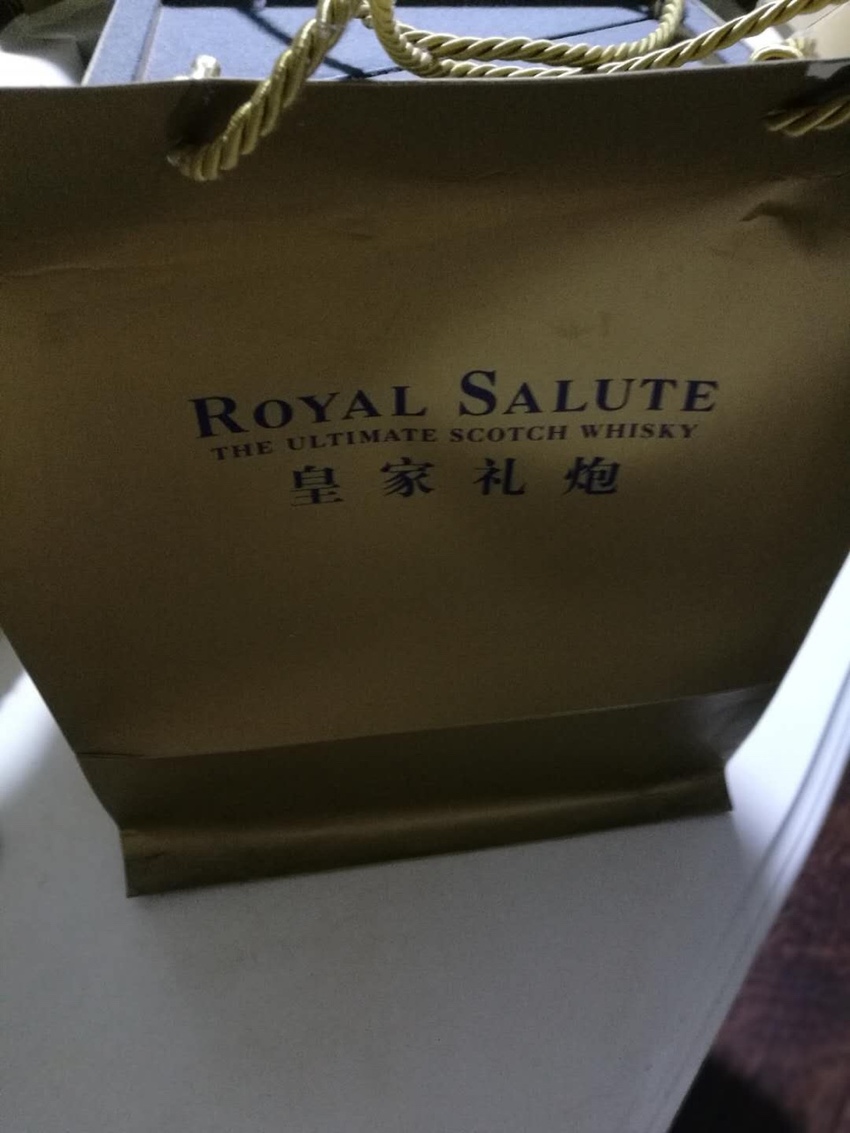 ROYAL SALUTE
THE ULTIMATE SCOTCH WHISKY
皇家礼炮